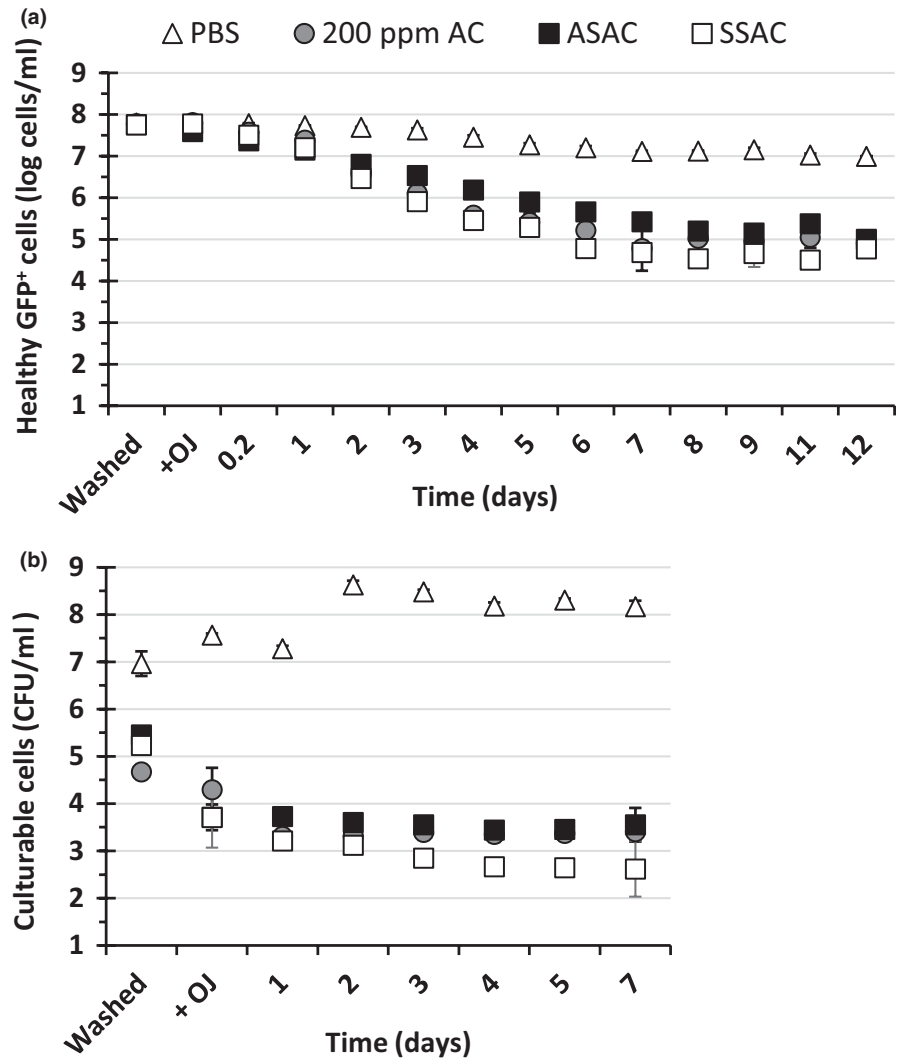 (a)
PBS 200 ppm AC ASAC SSAC
Healthy GFP⁺ cells (log cells/ml)
9
8
7
6
5
4
3
2
1
Washed +OJ 0.2 1 2 3 4 5 6 7 8 9 11 12
Time (days)
(b)
Culturable cells (CFU/ml )
9
8
7
6
5
4
3
2
1
Washed + OJ 1 2 3 4 5 7
Time (days)